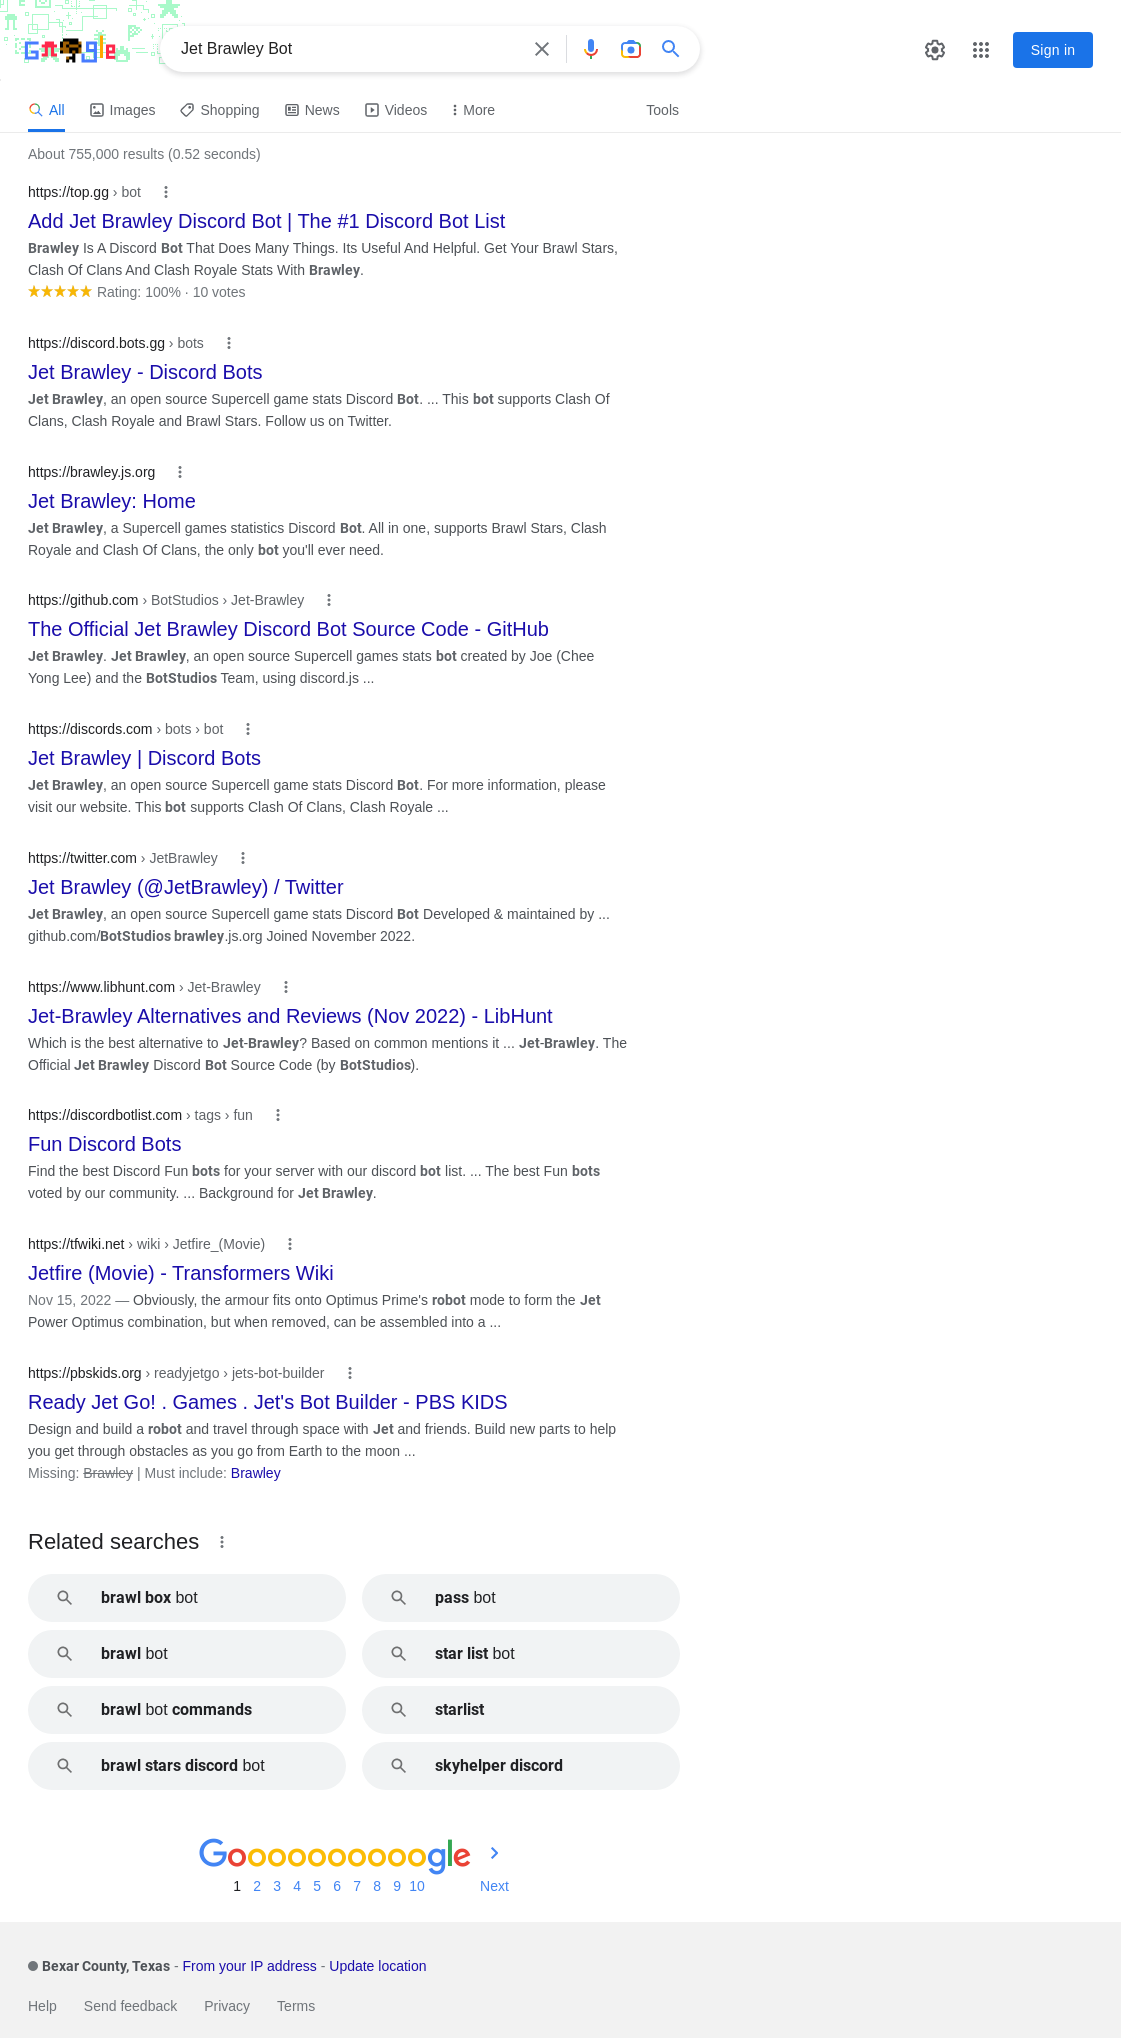 Google
Jet Brawley Bot
Sign in
All Images Shopping News Videos More Tools
About 755,000 results (0.52 seconds)
https://top.gg › bot
Add Jet Brawley Discord Bot | The #1 Discord Bot List
Brawley Is A Discord Bot That Does Many Things. Its Useful And Helpful. Get Your Brawl Stars,
Clash Of Clans And Clash Royale Stats With Brawley.
Rating: 100% · 10 votes
https://discord.bots.gg › bots
Jet Brawley - Discord Bots
Jet Brawley, an open source Supercell game stats Discord Bot. ... This bot supports Clash Of
Clans, Clash Royale and Brawl Stars. Follow us on Twitter.
https://brawley.js.org
Jet Brawley: Home
Jet Brawley, a Supercell games statistics Discord Bot. All in one, supports Brawl Stars, Clash
Royale and Clash Of Clans, the only bot you'll ever need.
https://github.com › BotStudios › Jet-Brawley
The Official Jet Brawley Discord Bot Source Code - GitHub
Jet Brawley. Jet Brawley, an open source Supercell games stats bot created by Joe (Chee
Yong Lee) and the BotStudios Team, using discord.js ...
https://discords.com › bots › bot
Jet Brawley | Discord Bots
Jet Brawley, an open source Supercell game stats Discord Bot. For more information, please
visit our website. This bot supports Clash Of Clans, Clash Royale ...
https://twitter.com › JetBrawley
Jet Brawley (@JetBrawley) / Twitter
Jet Brawley, an open source Supercell game stats Discord Bot Developed & maintained by ...
github.com/BotStudios brawley.js.org Joined November 2022.
https://www.libhunt.com › Jet-Brawley
Jet-Brawley Alternatives and Reviews (Nov 2022) - LibHunt
Which is the best alternative to Jet-Brawley? Based on common mentions it ... Jet-Brawley. The
Official Jet Brawley Discord Bot Source Code (by BotStudios).
https://discordbotlist.com › tags › fun
Fun Discord Bots
Find the best Discord Fun bots for your server with our discord bot list. ... The best Fun bots
voted by our community. ... Background for Jet Brawley.
https://tfwiki.net › wiki › Jetfire_(Movie)
Jetfire (Movie) - Transformers Wiki
Nov 15, 2022 — Obviously, the armour fits onto Optimus Prime's robot mode to form the Jet
Power Optimus combination, but when removed, can be assembled into a ...
https://pbskids.org › readyjetgo › jets-bot-builder
Ready Jet Go! . Games . Jet's Bot Builder - PBS KIDS
Design and build a robot and travel through space with Jet and friends. Build new parts to help
you get through obstacles as you go from Earth to the moon ...
Missing: Brawley | Must include: Brawley
Related searches
brawl box bot
pass bot
brawl bot
star list bot
brawl bot commands
starlist
brawl stars discord bot
skyhelper discord
Goooooooooogle
1 2 3 4 5 6 7 8 9 10 Next
Bexar County, Texas - From your IP address - Update location
Help Send feedback Privacy Terms